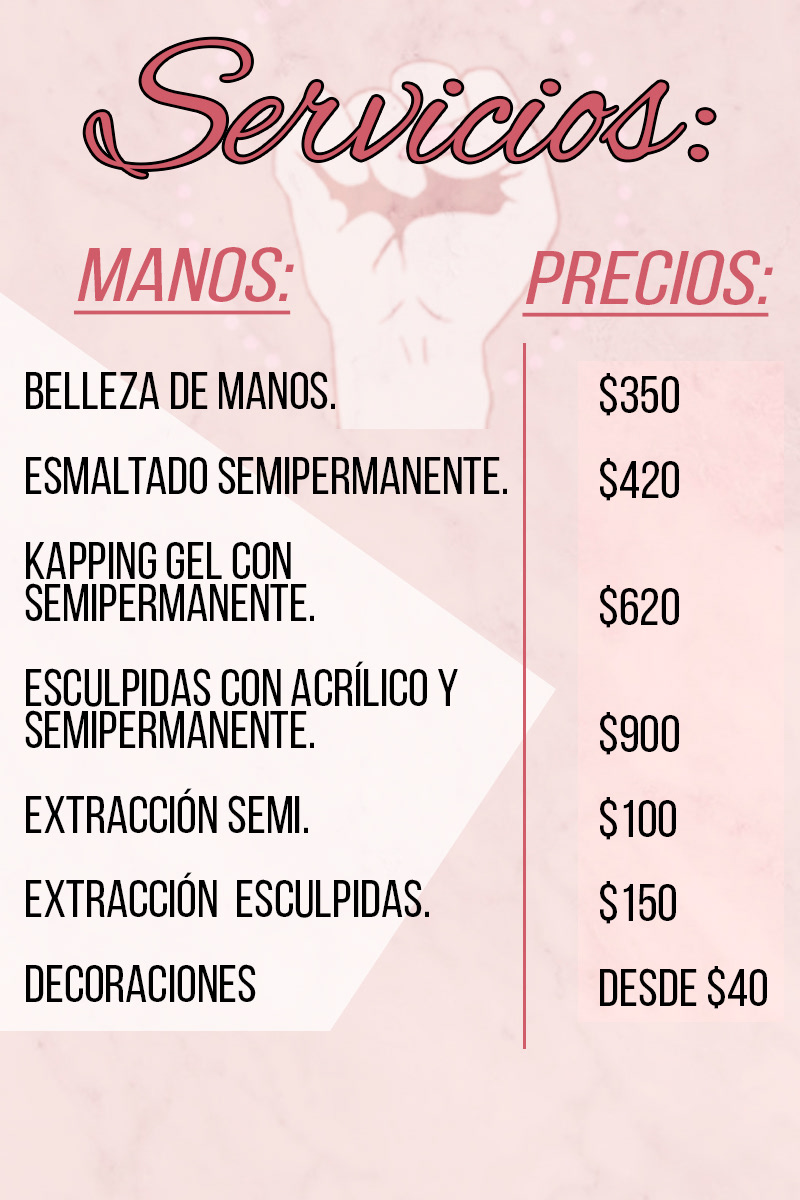 Servicios:
MANOS: PRECIOS:
BELLEZA DE MANOS. $350
ESMALTADO SEMIPERMANENTE. $420
KAPPING GEL CON
SEMIPERMANENTE. $620
ESCULPIDAS CON ACRÍLICO Y
SEMIPERMANENTE. $900
EXTRACCIÓN SEMI. $100
EXTRACCIÓN ESCULPIDAS. $150
DECORACIONES DESDE $40